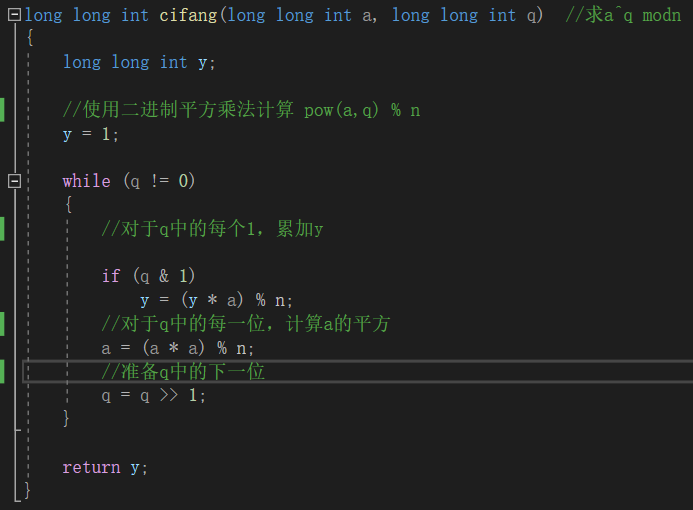 long long int cifang(long long int a, long long int q)  //求a^q modn
{
long long int y;
//使用二进制平方乘法计算 pow(a,q) % n
y = 1;
while (q != 0)
{
//对于q中的每个1，累加y
if (q & 1)
y = (y * a) % n;
//对于q中的每一位，计算a的平方
a = (a * a) % n;
//准备q中的下一位
q = q >> 1;
}
return y;
}